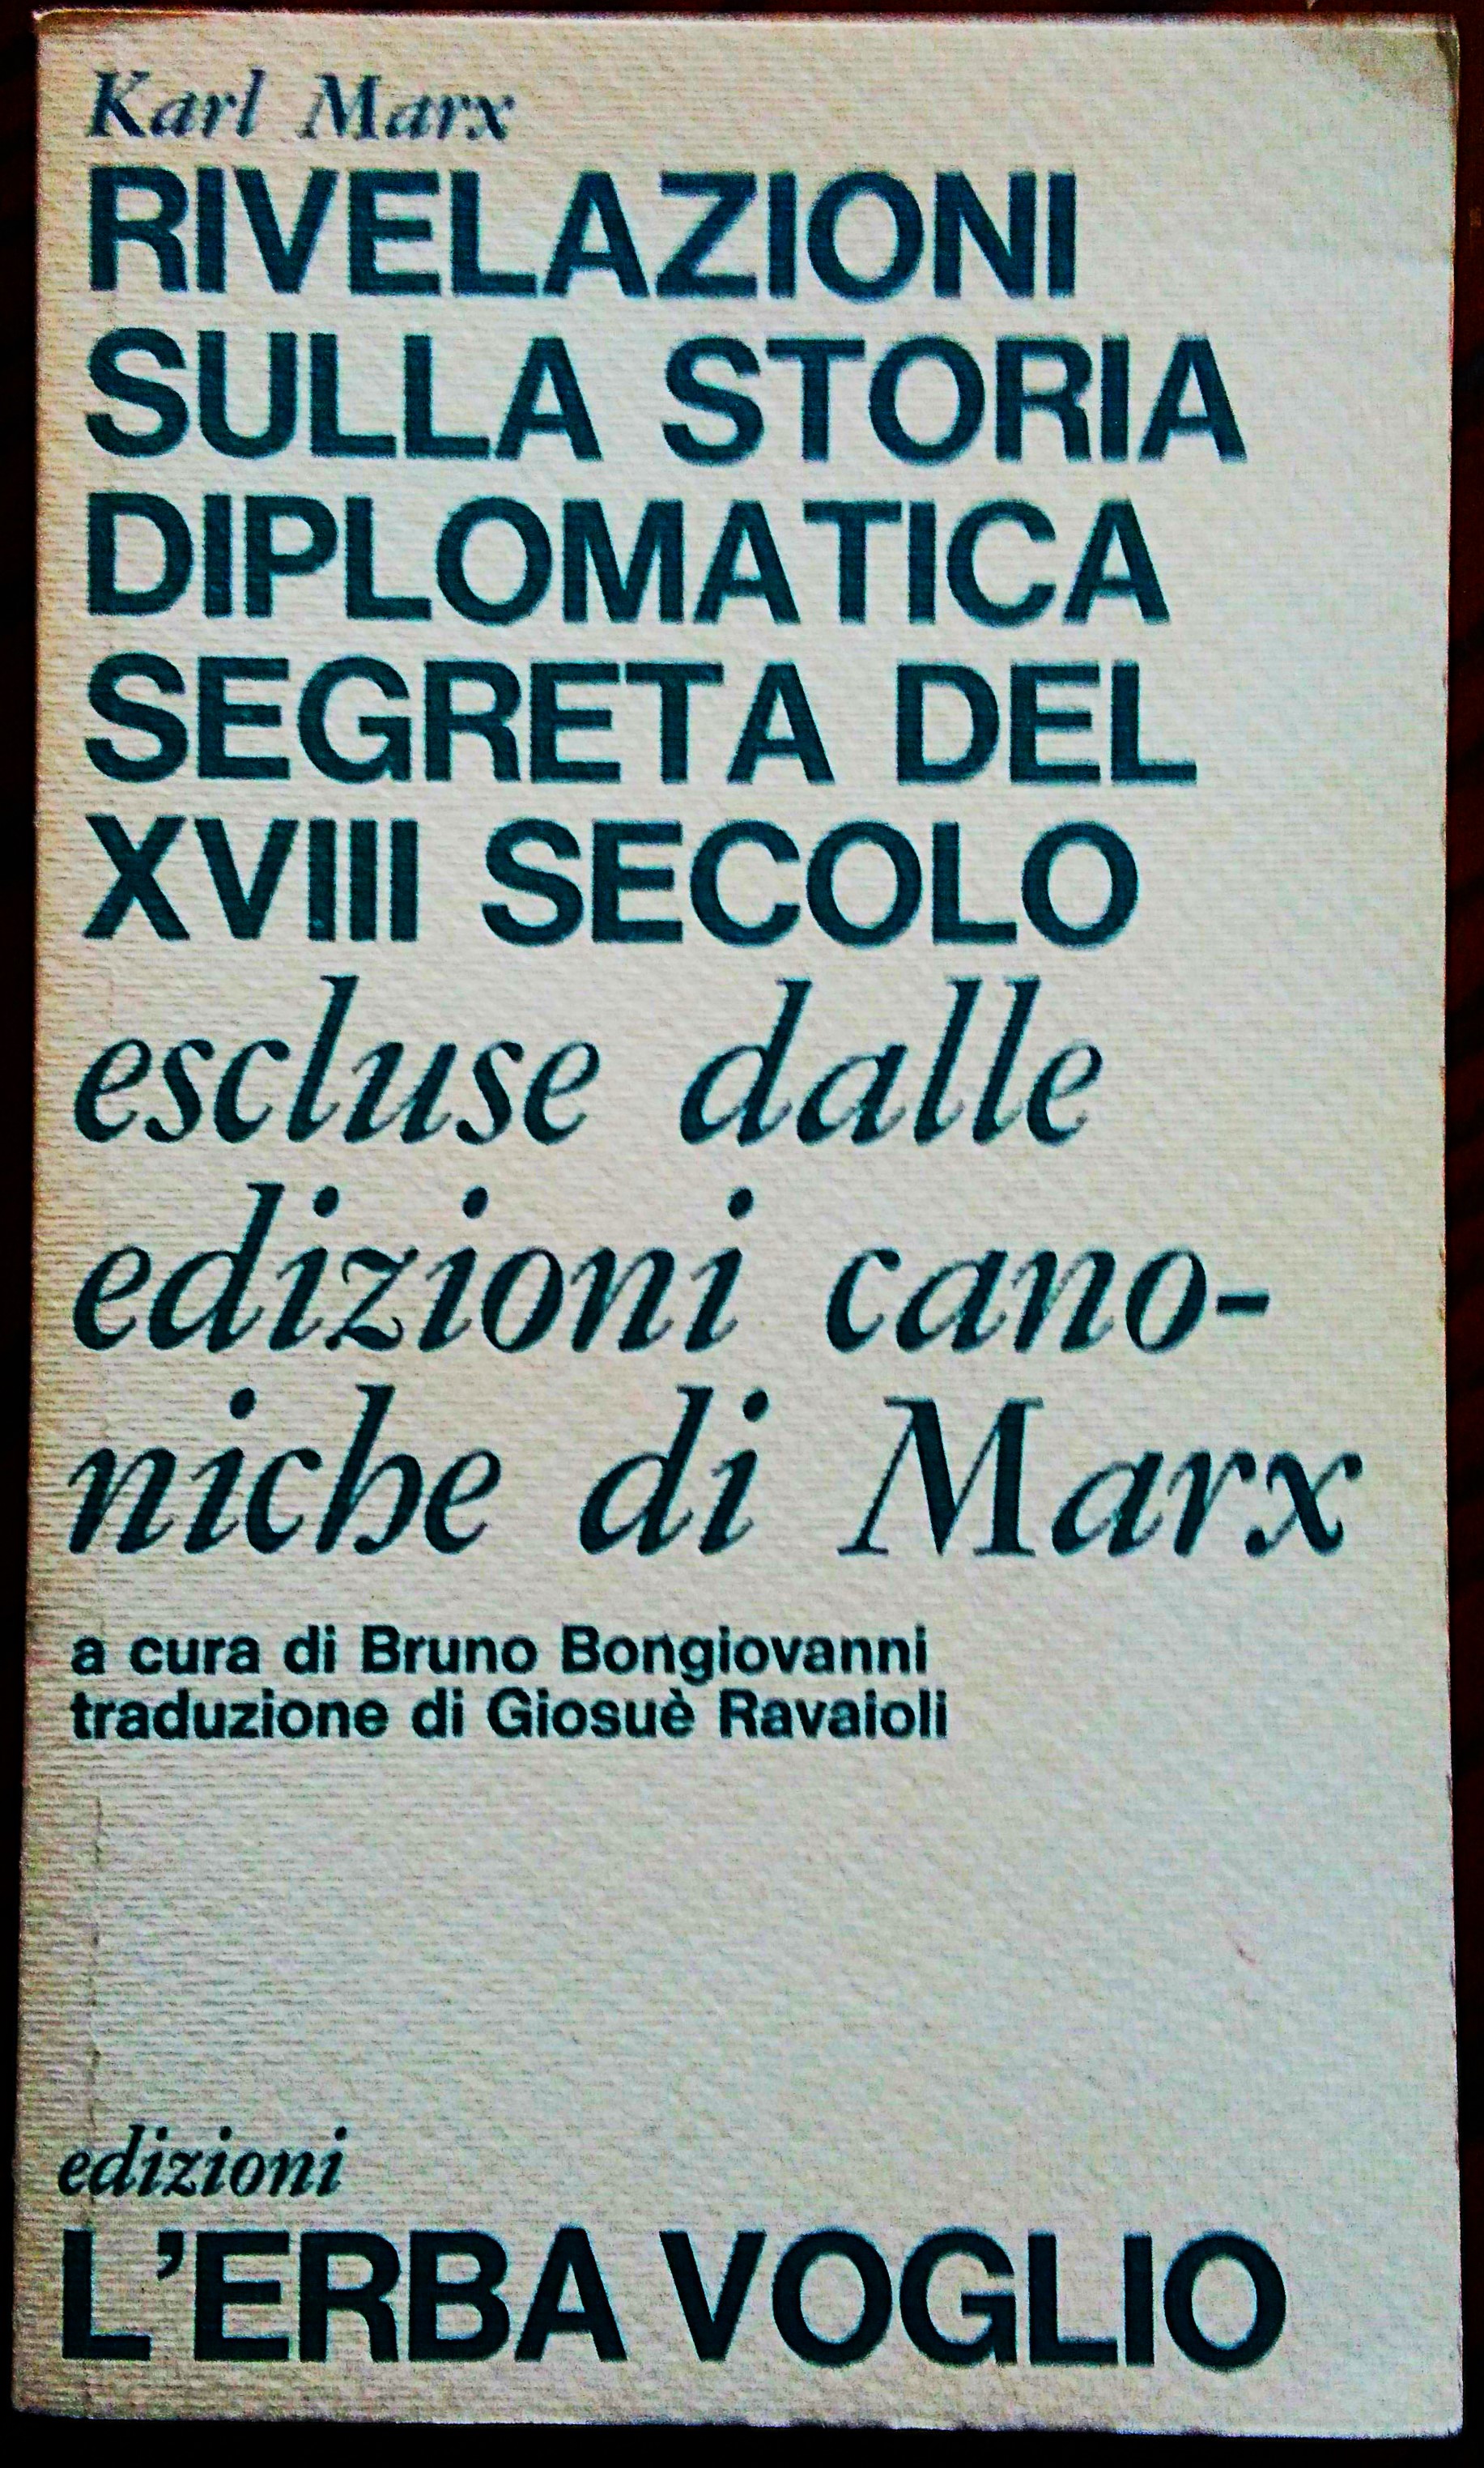 Karl Marx
RIVELAZIONI
SULLA STORIA
DIPLOMATICA
SEGRETA DEL
XVIII SECOLO
escluse dalle
edizioni cano-
niche di Marx
a cura di Bruno Bongiovanni
traduzione di Giosuè Ravaioli
edizioni
L'ERBA VOGLIO